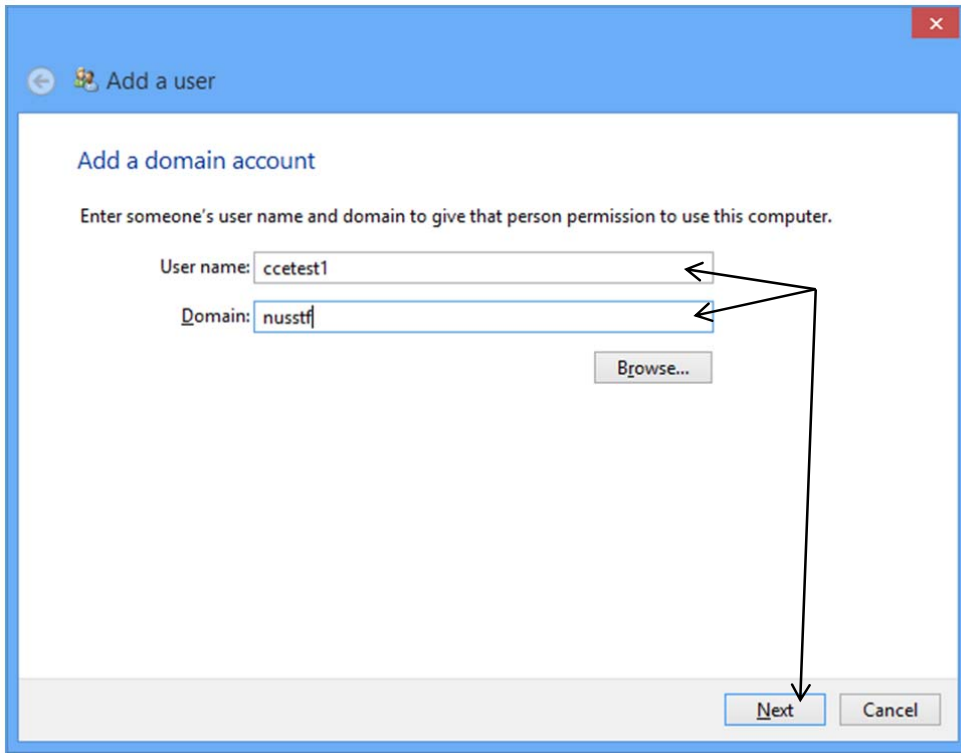 Add a user
Add a domain account
Enter someone's user name and domain to give that person permission to use this computer.
User name: ccetest1
Domain: nusstf
Browse...
Next Cancel